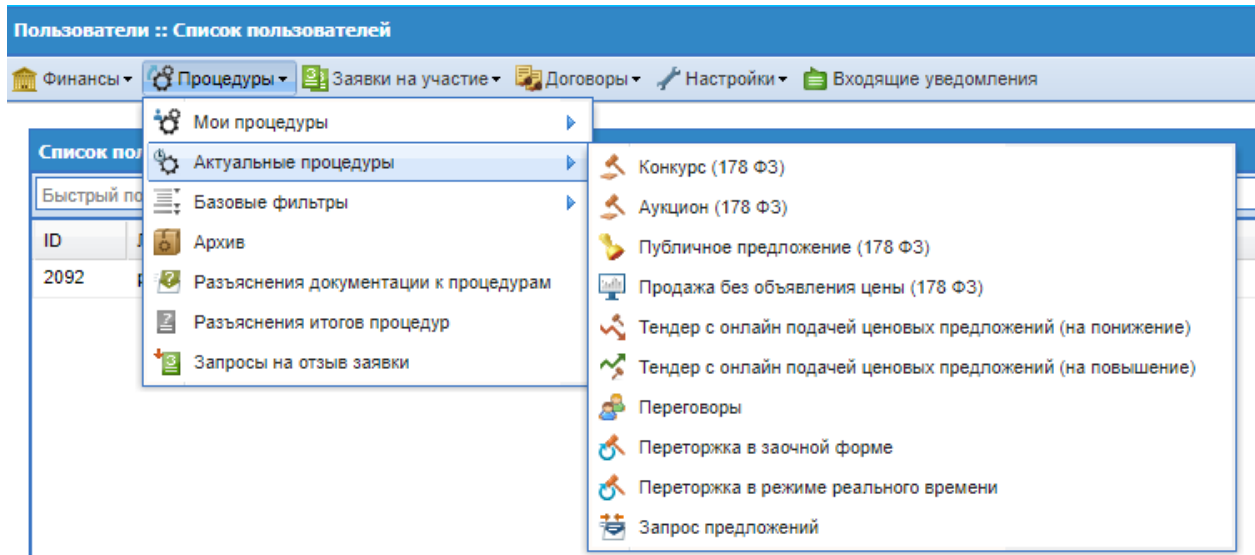 Пользователи :: Список пользователей
Финансы Процедуры Заявки на участие Договоры Настройки Входящие уведомления
Мои процедуры
Актуальные процедуры
Базовые фильтры
Архив
Разъяснения документации к процедурам
Разъяснения итогов процедур
Запросы на отзыв заявки
Конкурс (178 ФЗ)
Аукцион (178 ФЗ)
Публичное предложение (178 ФЗ)
Продажа без объявления цены (178 ФЗ)
Тендер с онлайн подачей ценовых предложений (на понижение)
Тендер с онлайн подачей ценовых предложений (на повышение)
Переговоры
Переторжка в заочной форме
Переторжка в режиме реального времени
Запрос предложений
Список
Быстрый
ID
2092